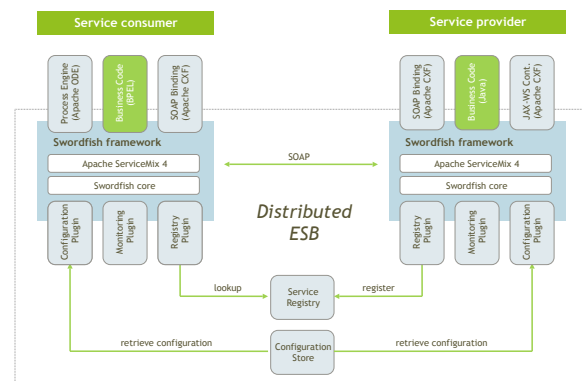 Service consumer
Service provider
Process Engine
(Apache ODE)
Business Code
(BPEL)
SOAP Binding
(Apache CXF)
SOAP Binding
(Apache CXF)
Business Code
(Java)
JAX-WS Cont.
(Apache CXF)
Swordfish framework
Apache ServiceMix 4
Swordfish core
SOAP
Swordfish framework
Apache ServiceMix 4
Swordfish core
Configuration
Plugin
Monitoring
Plugin
Registry
Plugin
Distributed
ESB
Registry
Plugin
Monitoring
Plugin
Configuration
Plugin
lookup
Service
Registry
register
retrieve configuration
Configuration
Store
retrieve configuration